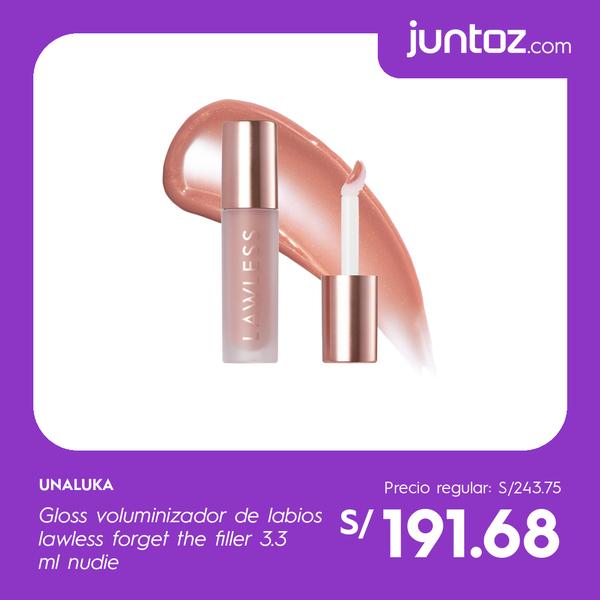 juntoz.com
LAWLESS
UNALUKA
Gloss voluminizador de labios
lawless forget the filler 3.3
ml nudie
Precio regular: S/243.75
S/191.68